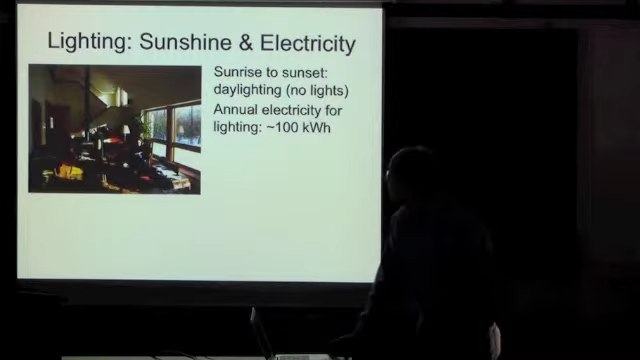 Lighting: Sunshine & Electricity
Sunrise to sunset:
daylighting (no lights)
Annual electricity for
lighting: ~100 kWh